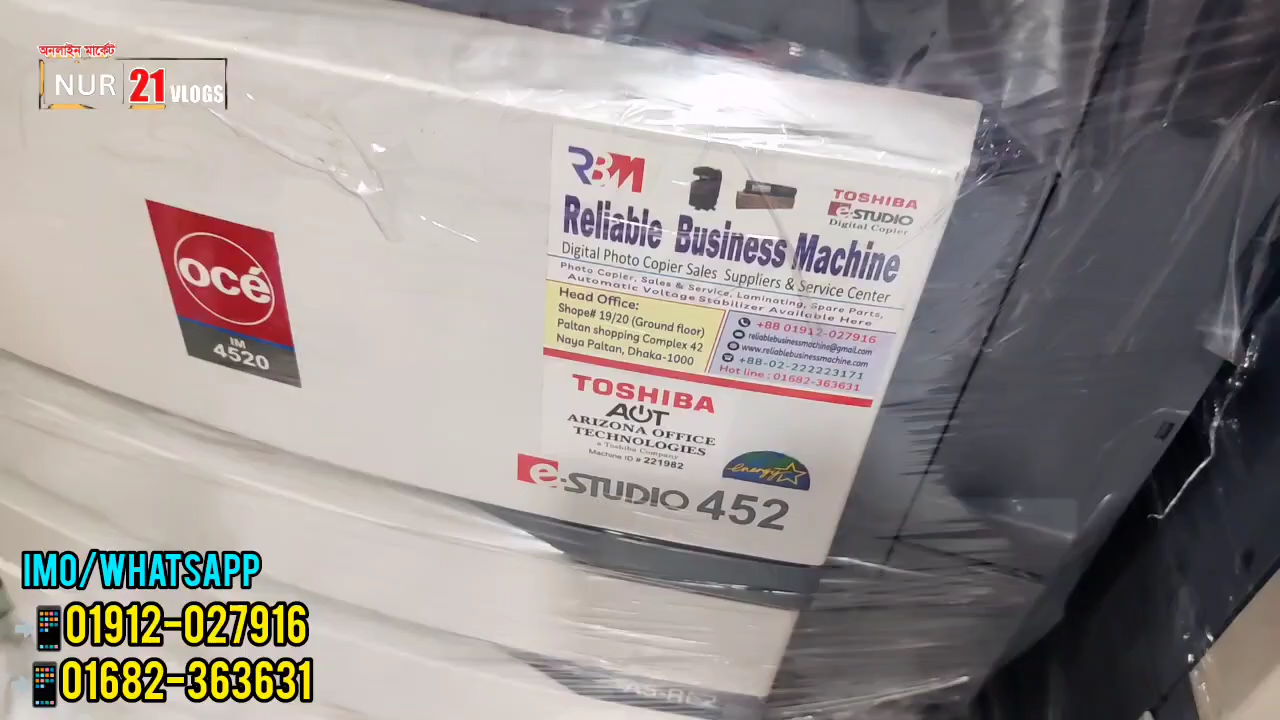 অনলাইন মার্কেট
NUR 21 VLOGS
océ
IM
4520
RBM
TOSHIBA
e-STUDIO
Digital Copier
Reliable Business Machine
Digital Photo Copier Sales Suppliers & Service Center
Photo Copier, Sales & Service, Laminating, Spare Parts,
Automatic Voltage Stabilizer Available Here
Head Office:
Shope# 19/20 (Ground floor)
Paltan shopping Complex 42
Naya Paltan, Dhaka-1000
+88 01912-027916
reliablebusinessmachine@gmail.com
www.reliablebusinessmachine.com
+88-02-222223171
Hot line : 01682-363631
TOSHIBA
AOT
ARIZONA OFFICE
TECHNOLOGIES
a Toshiba Company
Machine ID # 221982
energy
e-STUDIO 452
IMO/WHATSAPP
01912-027916
01682-363631